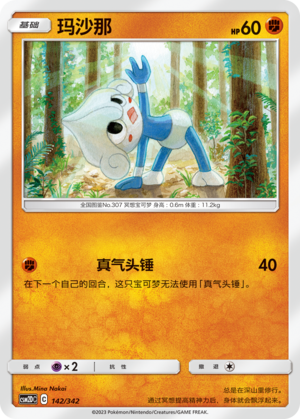 基础 玛沙那 HP60
全国图鉴No.307 冥想宝可梦 身高：0.6m 体重：11.2kg
真气头锤 40
在下一个自己的回合，这只宝可梦无法使用「真气头锤」。
弱点 ×2 抗性 撤退
Illus.Mina Nakai
CSM2DC G 142/342
总是在深山里修行。
通过冥想提高精神力后，身体就会飘浮起来。
©2023 Pokémon/Nintendo/Creatures/GAME FREAK.